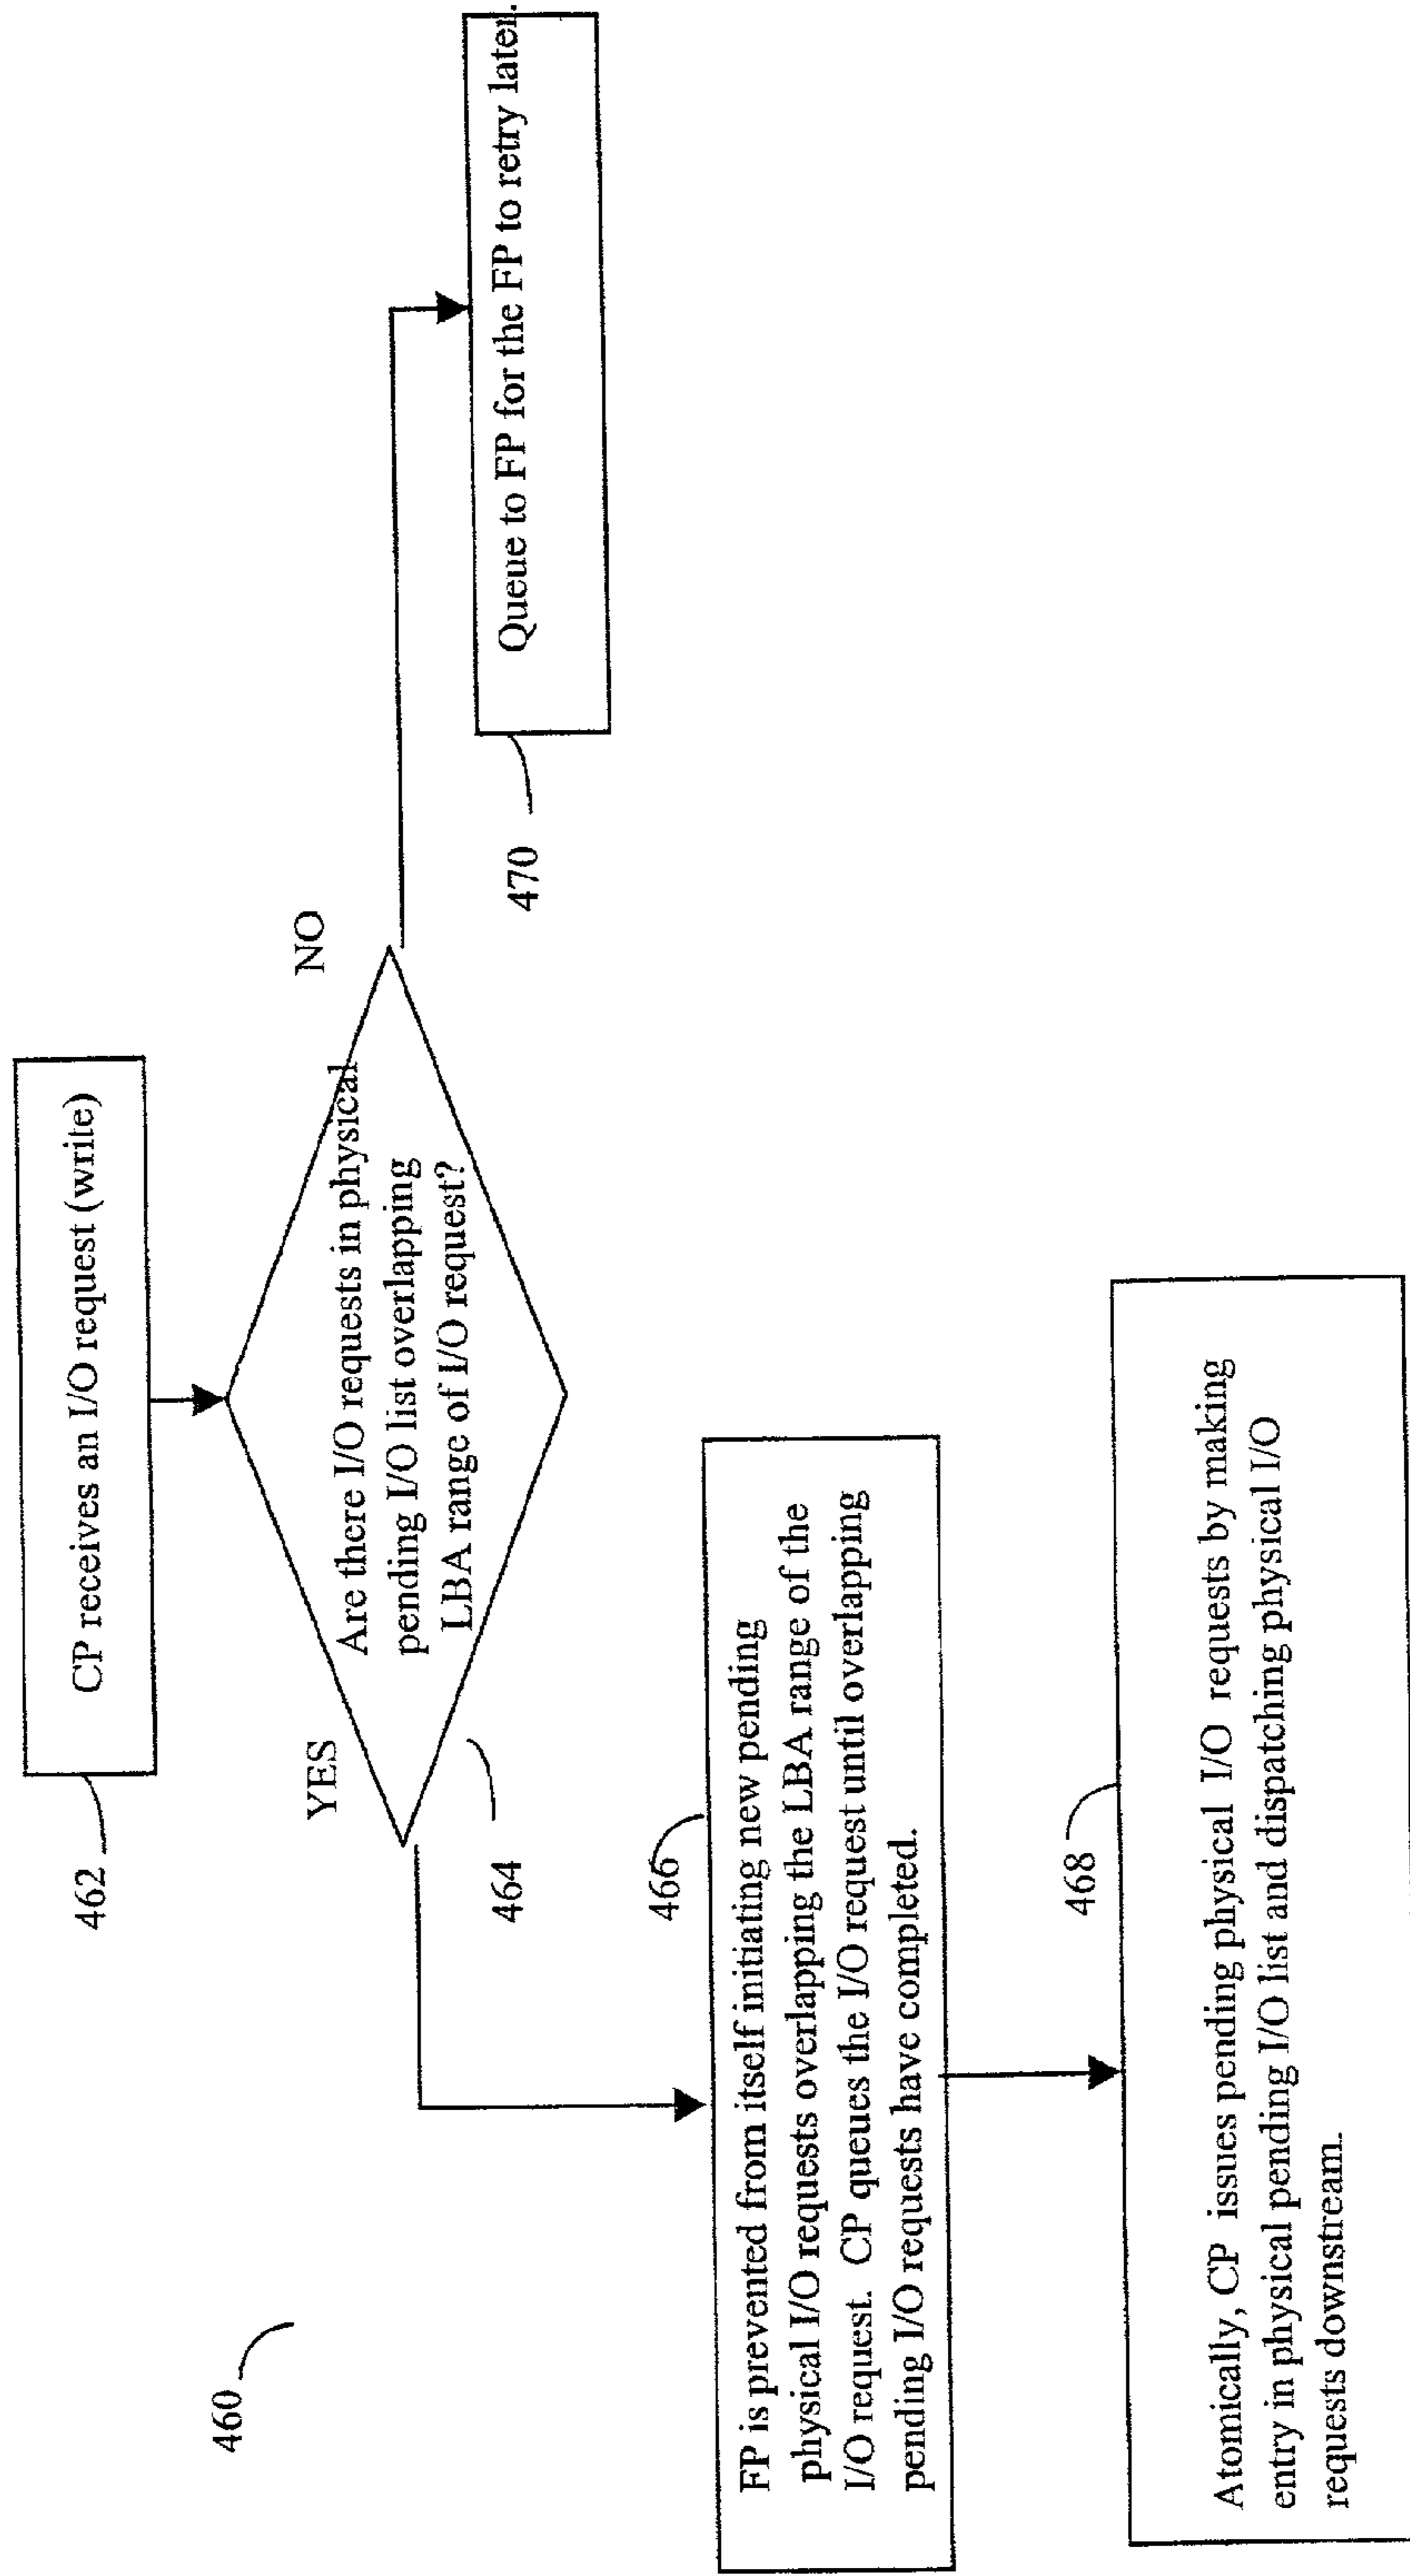 460
462
CP receives an I/O request (write)
YES
NO
Are there I/O requests in physical
pending I/O list overlapping
LBA range of I/O request?
464
470
Queue to FP for the FP to retry later.
466
FP is prevented from itself initiating new pending
physical I/O requests overlapping the LBA range of the
I/O request. CP queues the I/O request until overlapping
pending I/O requests have completed.
468
Atomically, CP issues pending physical I/O requests by making
entry in physical pending I/O list and dispatching physical I/O
requests downstream.